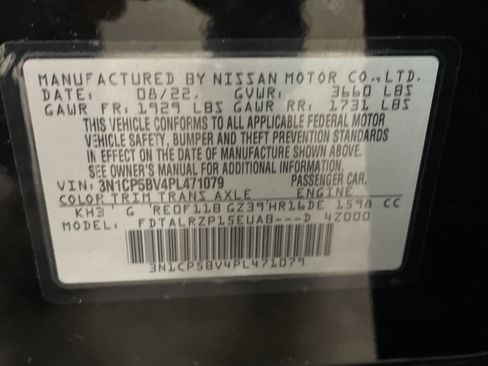 MANUFACTURED BY NISSAN MOTOR CO.,LTD.
DATE: 08/22. GVWR: 3660 LBS
GAWR FR: 1929 LBS GAWR RR: 1731 LBS
THIS VEHICLE CONFORMS TO ALL APPLICABLE FEDERAL MOTOR
VEHICLE SAFETY, BUMPER AND THEFT PREVENTION STANDARDS
IN EFFECT ON THE DATE OF MANUFACTURE SHOWN ABOVE.
SEE OWNER'S MANUAL FOR ADDITIONAL INFORMATION.
VIN: 3N1CP5BV4PL471079 PASSENGER CAR.
COLOR TRIM TRANS AXLE ENGINE
KH3 G RE0F11B GZ39 HR16DE 1598 CC
MODEL: FDTALRZP15EUA8---D 4Z000
3N1CP5BV4PL471079